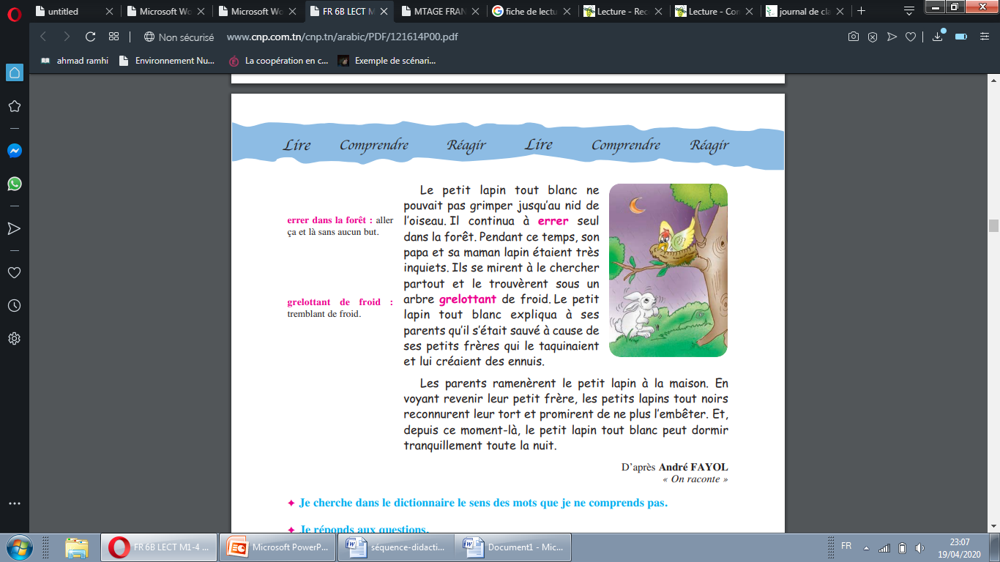 untitled
Microsoft Wo
Microsoft Wo
FR 6B LECT M
MTAGE FRAN
fiche de lectu
Lecture - Rec
Lecture - Con
journal de cla
Non sécurisé
www.cnp.com.tn/cnp.tn/arabic/PDF/121614P00.pdf
ahmad ramhi
Environnement Nu...
La coopération en c...
Exemple de scénari...
Lire Comprendre Réagir Lire Comprendre Réagir
errer dans la forêt : aller
ça et là sans aucun but.
grelottant de froid :
tremblant de froid.
Le petit lapin tout blanc ne
pouvait pas grimper jusqu'au nid de
l'oiseau. Il continua à errer seul
dans la forêt. Pendant ce temps, son
papa et sa maman lapin étaient très
inquiets. Ils se mirent à le chercher
partout et le trouvèrent sous un
arbre grelottant de froid. Le petit
lapin tout blanc expliqua à ses
parents qu'il s'était sauvé à cause de
ses petits frères qui le taquinaient
et lui créaient des ennuis.
Les parents ramenèrent le petit lapin à la maison. En
voyant revenir leur petit frère, les petits lapins tout noirs
reconnurent leur tort et promirent de ne plus l'embêter. Et,
depuis ce moment-là, le petit lapin tout blanc peut dormir
tranquillement toute la nuit.
D'après André FAYOL
« On raconte »
✦ Je cherche dans le dictionnaire le sens des mots que je ne comprends pas.
✦ Je réponds aux questions.
FR 6B LECT M1-4 ...
Microsoft PowerP...
séquence-didacti...
Document1 - Mic...
FR
23:07
19/04/2020